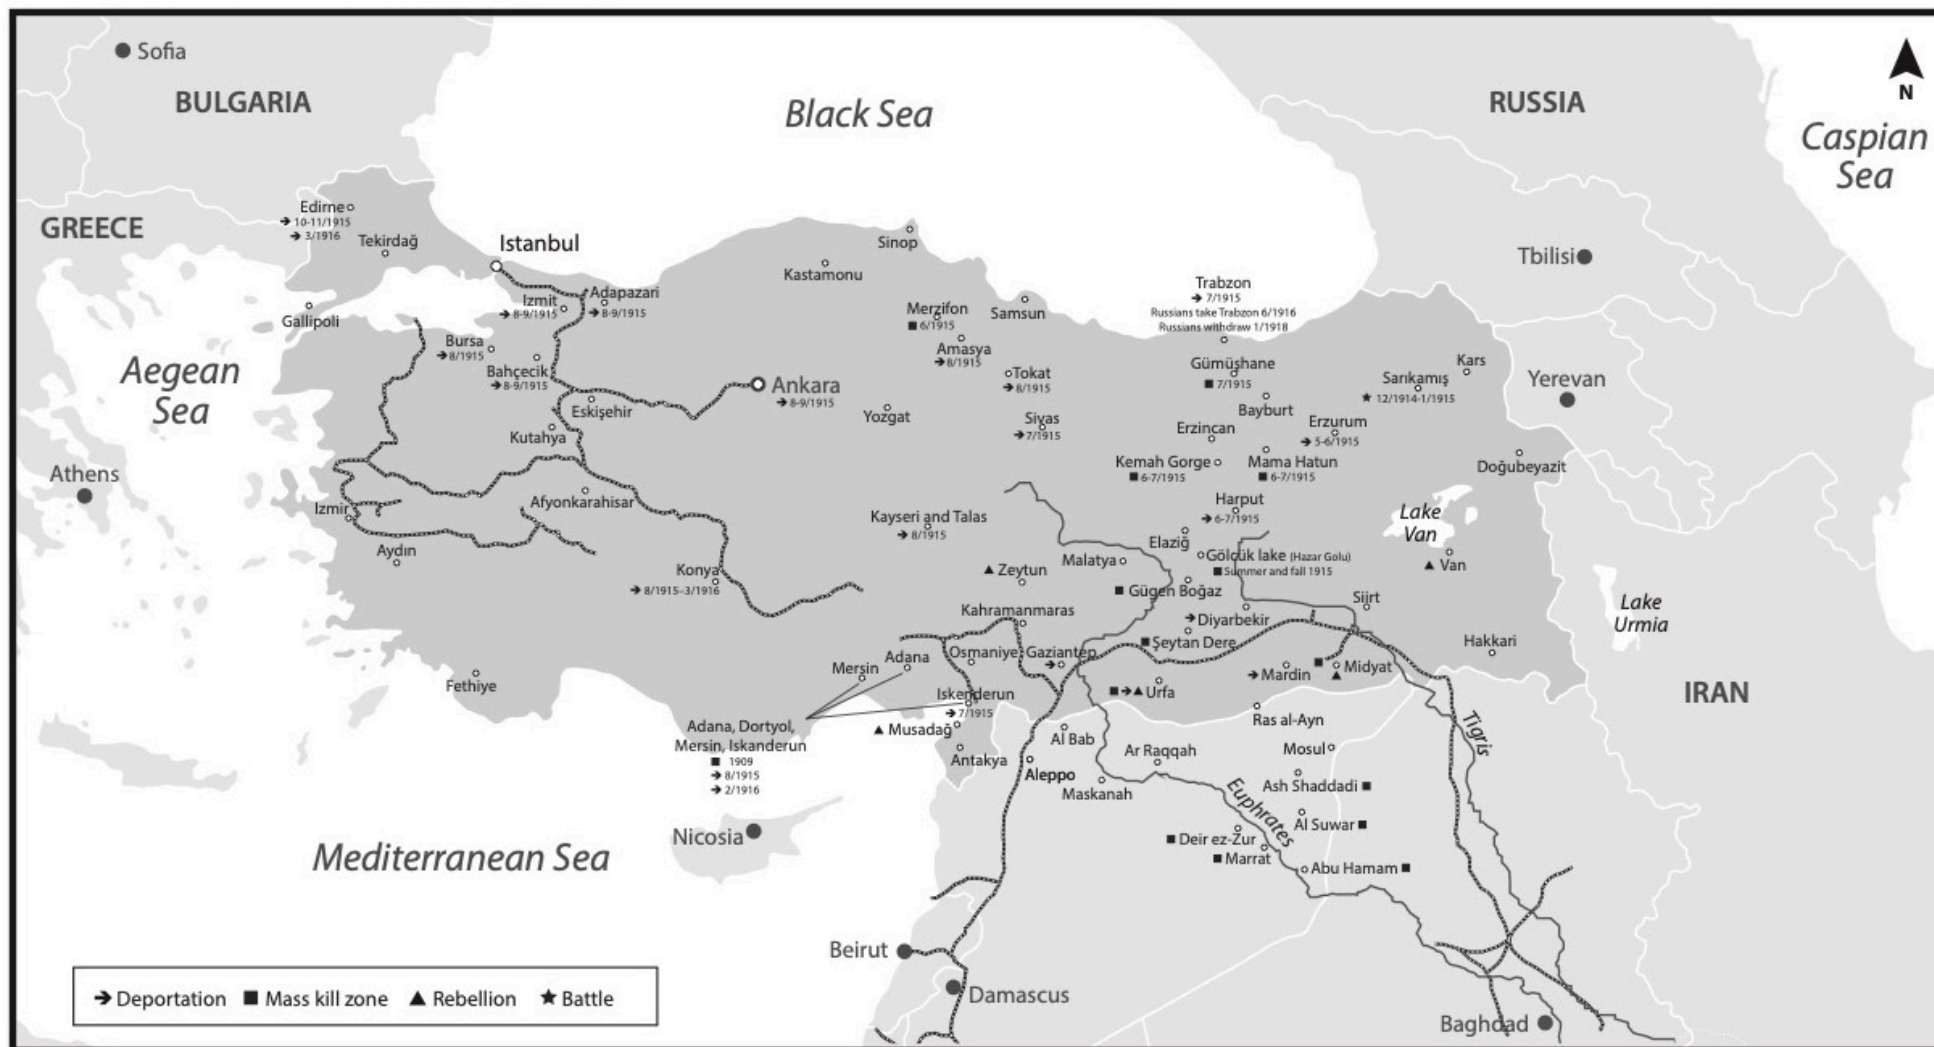 Sofia
BULGARIA
Black Sea
RUSSIA
N
Caspian
Sea
GREECE
Edirne
10-11/1915
3/1916
Tekirdağ
Istanbul
Sinop
Kastamonu
Tbilisi
Trabzon
7/1915
Russians take Trabzon 6/1916
Russians withdraw 1/1918
Gallipoli
Izmit
8-9/1915
Adapazari
8-9/1915
Merzifon
6/1915
Samsun
Bursa
8/1915
Bahçecik
8-9/1915
Amasya
8/1915
Tokat
8/1915
Gümüşhane
7/1915
Kars
Sarıkamış
12/1914-1/1915
Yerevan
Aegean
Sea
Ankara
8-9/1915
Eskişehir
Yozgat
Sivas
7/1915
Bayburt
Erzincan
Erzurum
5-6/1915
Kutahya
Kemah Gorge
6-7/1915
Mama Hatun
6-7/1915
Doğubeyazit
Athens
Izmir
Afyonkarahisar
Harput
6-7/1915
Lake
Van
Kayseri and Talas
8/1915
Aydın
Elaziğ
Gölcük lake (Hazar Golu)
Summer and fall 1915
Malatya
Van
Konya
8/1915–3/1916
Zeytun
Gügen Boğaz
Siirt
Lake
Urmia
Kahramanmaras
Diyarbekir
Şeytan Dere
Hakkari
Fethiye
Mersin
Adana
Osmaniye
Gaziantep
Mardin
Midyat
IRAN
Iskenderun
7/1915
Urfa
Adana, Dortyol,
Mersin, Iskanderun
1909
8/1915
2/1916
Musadağ
Antakya
Al Bab
Ras al-Ayn
Tigris
Aleppo
Maskanah
Ar Raqqah
Mosul
Ash Shaddadi
Euphrates
Al Suwar
Nicosia
Deir ez-Zur
Marrat
Abu Hamam
Mediterranean Sea
Beirut
Damascus
Baghdad
Deportation Mass kill zone Rebellion Battle